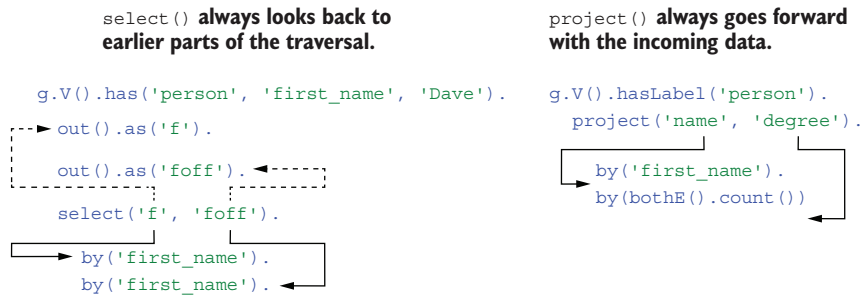 select() always looks back to
earlier parts of the traversal.
g.V().has('person', 'first_name', 'Dave').
out().as('f').
out().as('foff').
select('f', 'foff').
by('first_name').
by('first_name').
project() always goes forward
with the incoming data.
g.V().hasLabel('person').
project('name', 'degree').
by('first_name').
by(bothE().count())